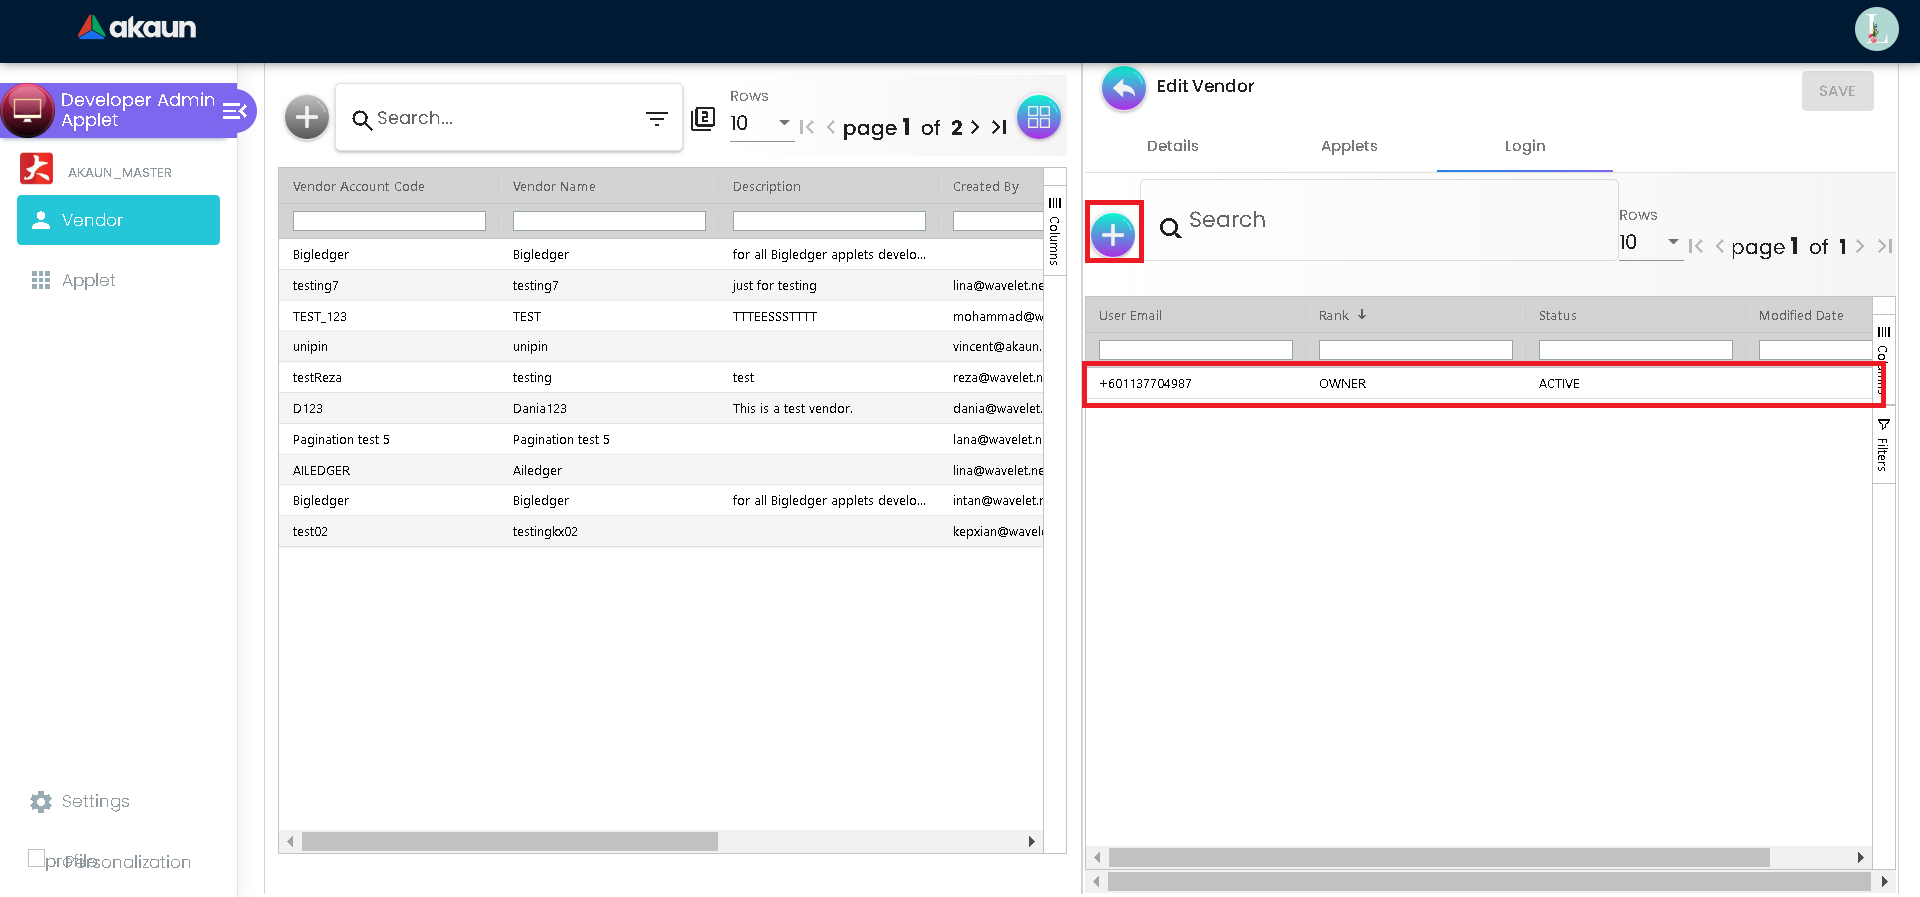 akaun
Developer Admin
Applet
AKAUN_MASTER
Vendor
Applet
Settings
profile
Personalization
Search...
2
Rows
10
page 1 of 2
Vendor Account Code Vendor Name Description Created By
Bigledger Bigledger for all Bigledger applets develo...
testing7 testing7 just for testing lina@wavelet.ne
TEST_123 TEST TTTEESSSTTTT mohammad@w
unipin unipin vincent@akaun.
testReza testing test reza@wavelet.n
D123 Dania123 This is a test vendor. dania@wavelet.
Pagination test 5 Pagination test 5 lana@wavelet.n
AILEDGER Ailedger lina@wavelet.ne
Bigledger Bigledger for all Bigledger applets develo... intan@wavelet.r
test02 testingkx02 kepxian@wavel
Columns
Edit Vendor
SAVE
Details Applets Login
Search
Rows
10
page 1 of 1
User Email Rank Status Modified Date
+601137704987 OWNER ACTIVE
Columns
Filters
L